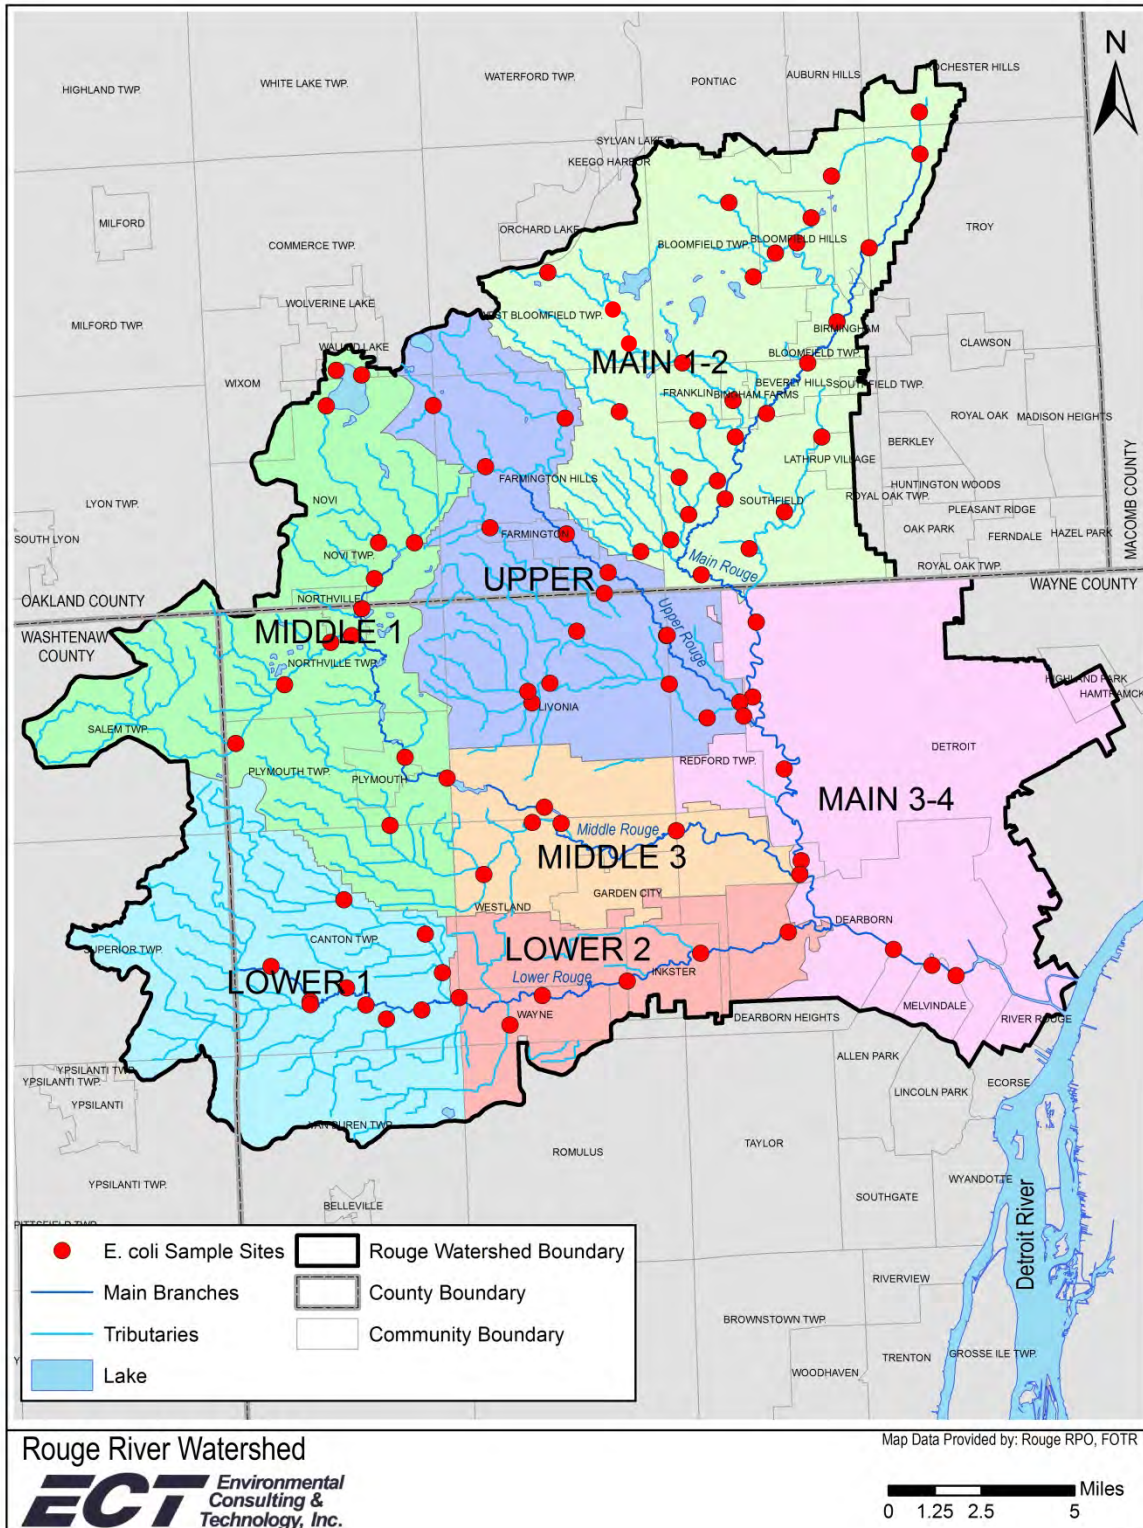 N
ROCHESTER HILLS
AUBURN HILLS
WATERFORD TWP.
PONTIAC
WHITE LAKE TWP.
HIGHLAND TWP.
SYLVAN LAKE
KEEGO HARBOR
MILFORD
ORCHARD LAKE
TROY
COMMERCE TWP.
BLOOMFIELD TWP.
BLOOMFIELD HILLS
WOLVERINE LAKE
WEST BLOOMFIELD TWP.
MILFORD TWP.
BIRMINGHAM
WALLED LAKE
CLAWSON
MAIN 1-2
BLOOMFIELD TWP.
WIXOM
BEVERLY HILLS
SOUTHFIELD TWP.
FRANKLIN
BINGHAM FARMS
ROYAL OAK
MADISON HEIGHTS
BERKLEY
MACOMB COUNTY
LATHRUP VILLAGE
FARMINGTON HILLS
HUNTINGTON WOODS
NOVI
LYON TWP.
SOUTHFIELD
ROYAL OAK TWP.
PLEASANT RIDGE
OAK PARK
FERNDALE
HAZEL PARK
SOUTH LYON
FARMINGTON
NOVI TWP.
Main Rouge
ROYAL OAK TWP.
UPPER
WAYNE COUNTY
OAKLAND COUNTY
NORTHVILLE
Upper Rouge
WASHTENAW
COUNTY
MIDDLE 1
NORTHVILLE TWP.
HIGHLAND PARK
HAMTRAMCK
LIVONIA
SALEM TWP.
DETROIT
REDFORD TWP.
PLYMOUTH TWP.
PLYMOUTH
MAIN 3-4
Middle Rouge
MIDDLE 3
GARDEN CITY
WESTLAND
DEARBORN
CANTON TWP.
SUPERIOR TWP.
LOWER 2
LOWER 1
Lower Rouge
INKSTER
MELVINDALE
WAYNE
DEARBORN HEIGHTS
RIVER ROUGE
ALLEN PARK
YPSILANTI TWP.
YPSILANTI TWP.
ECORSE
LINCOLN PARK
YPSILANTI
VAN BUREN TWP.
TAYLOR
ROMULUS
WYANDOTTE
YPSILANTI TWP.
SOUTHGATE
BELLEVILLE
PITTSFIELD TWP.
Detroit River
RIVERVIEW
BROWNSTOWN TWP.
TRENTON
GROSSE ILE TWP.
WOODHAVEN
E. coli Sample Sites
Rouge Watershed Boundary
Main Branches
County Boundary
Tributaries
Community Boundary
Lake
Rouge River Watershed
Map Data Provided by: Rouge RPO, FOTR
ECT Environmental
Consulting &
Technology, Inc.
Miles
0 1.25 2.5 5